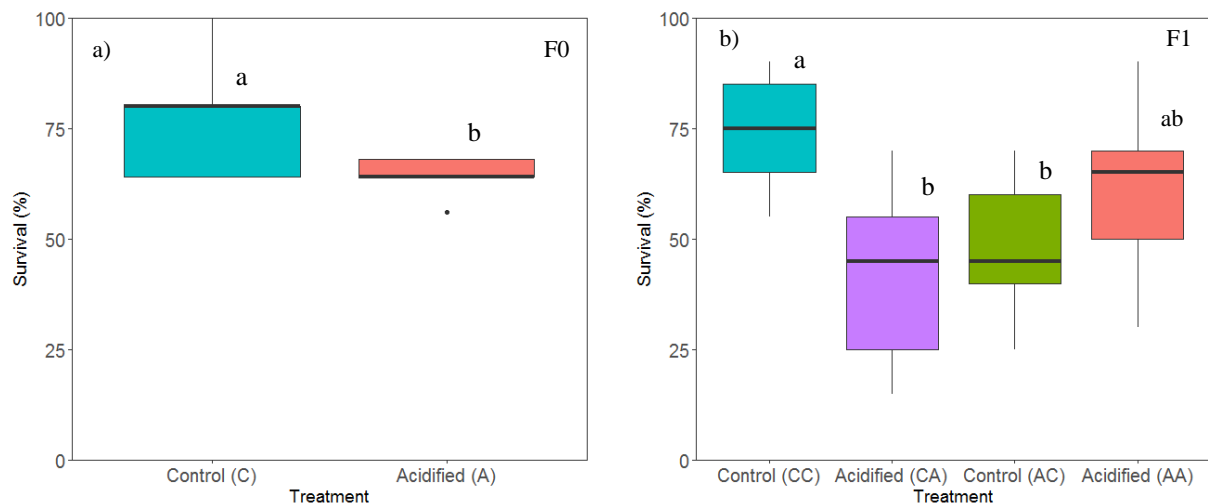 a)
F0
a
b
Survival (%)
100
75
50
25
0
Control (C)
Acidified (A)
Treatment
b)
F1
a
b
b
ab
Survival (%)
100
75
50
25
0
Control (CC)
Acidified (CA)
Control (AC)
Acidified (AA)
Treatment